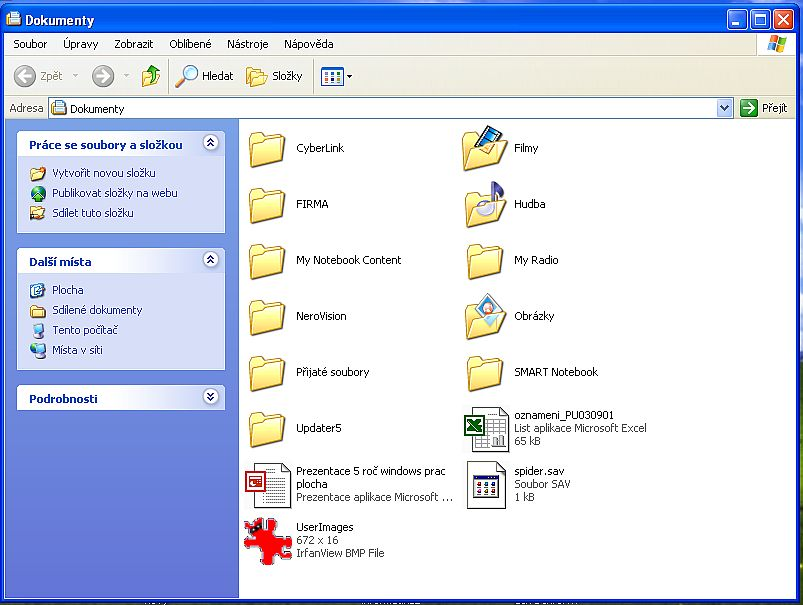 Dokumenty
Soubor Úpravy Zobrazit Oblíbené Nástroje Nápověda
Zpět Hledat Složky
Adresa Dokumenty Přejít
Práce se soubory a složkou
Vytvořit novou složku
Publikovat složky na webu
Sdílet tuto složku
Další místa
Plocha
Sdílené dokumenty
Tento počítač
Místa v síti
Podrobnosti
CyberLink
Filmy
FIRMA
Hudba
My Notebook Content
My Radio
NeroVision
Obrázky
Přijaté soubory
SMART Notebook
Updater5
oznameni_PU030901
List aplikace Microsoft Excel
65 kB
Prezentace 5 roč windows prac
plocha
Prezentace aplikace Microsoft ...
spider.sav
Soubor SAV
1 kB
UserImages
672 x 16
IrfanView BMP File